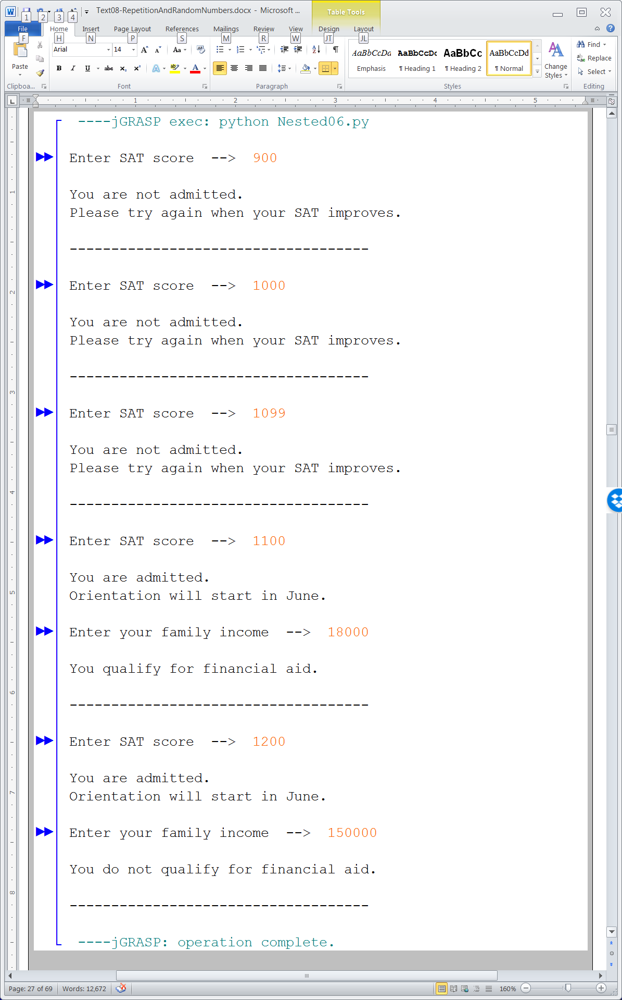 Text08-RepetitionAndRandomNumbers.docx - Microsoft ...
Table Tools
1 2 3 4
File Home Insert Page Layout References Mailings Review View Design Layout
F H N P S M R W JT JL
Arial 14
Paste
Clipboa... Font Paragraph Styles Editing
AaBbCcDd AaBbCcDc AaBbCc AaBbCcDd
Emphasis ¶ Heading 1 ¶ Heading 2 ¶ Normal
Change Styles
Find
Replace
Select
1 2 3 4 5
----jGRASP exec: python Nested06.py
Enter SAT score --> 900
You are not admitted.
Please try again when your SAT improves.
------------------------------------
Enter SAT score --> 1000
You are not admitted.
Please try again when your SAT improves.
------------------------------------
Enter SAT score --> 1099
You are not admitted.
Please try again when your SAT improves.
------------------------------------
Enter SAT score --> 1100
You are admitted.
Orientation will start in June.
Enter your family income --> 18000
You qualify for financial aid.
------------------------------------
Enter SAT score --> 1200
You are admitted.
Orientation will start in June.
Enter your family income --> 150000
You do not qualify for financial aid.
------------------------------------
----jGRASP: operation complete.
Page: 27 of 69 Words: 12,672 160%